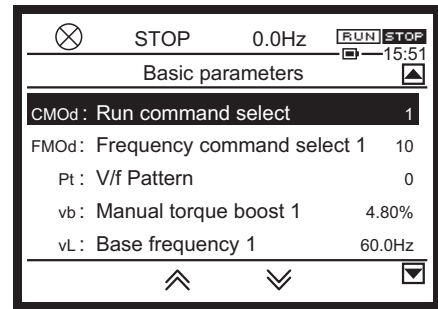 STOP 0.0Hz RUN STOP
15:51
Basic parameters
CMOd: Run command select 1
FMOd: Frequency command select 1 10
Pt: V/f Pattern 0
vb: Manual torque boost 1 4.80%
vL: Base frequency 1 60.0Hz